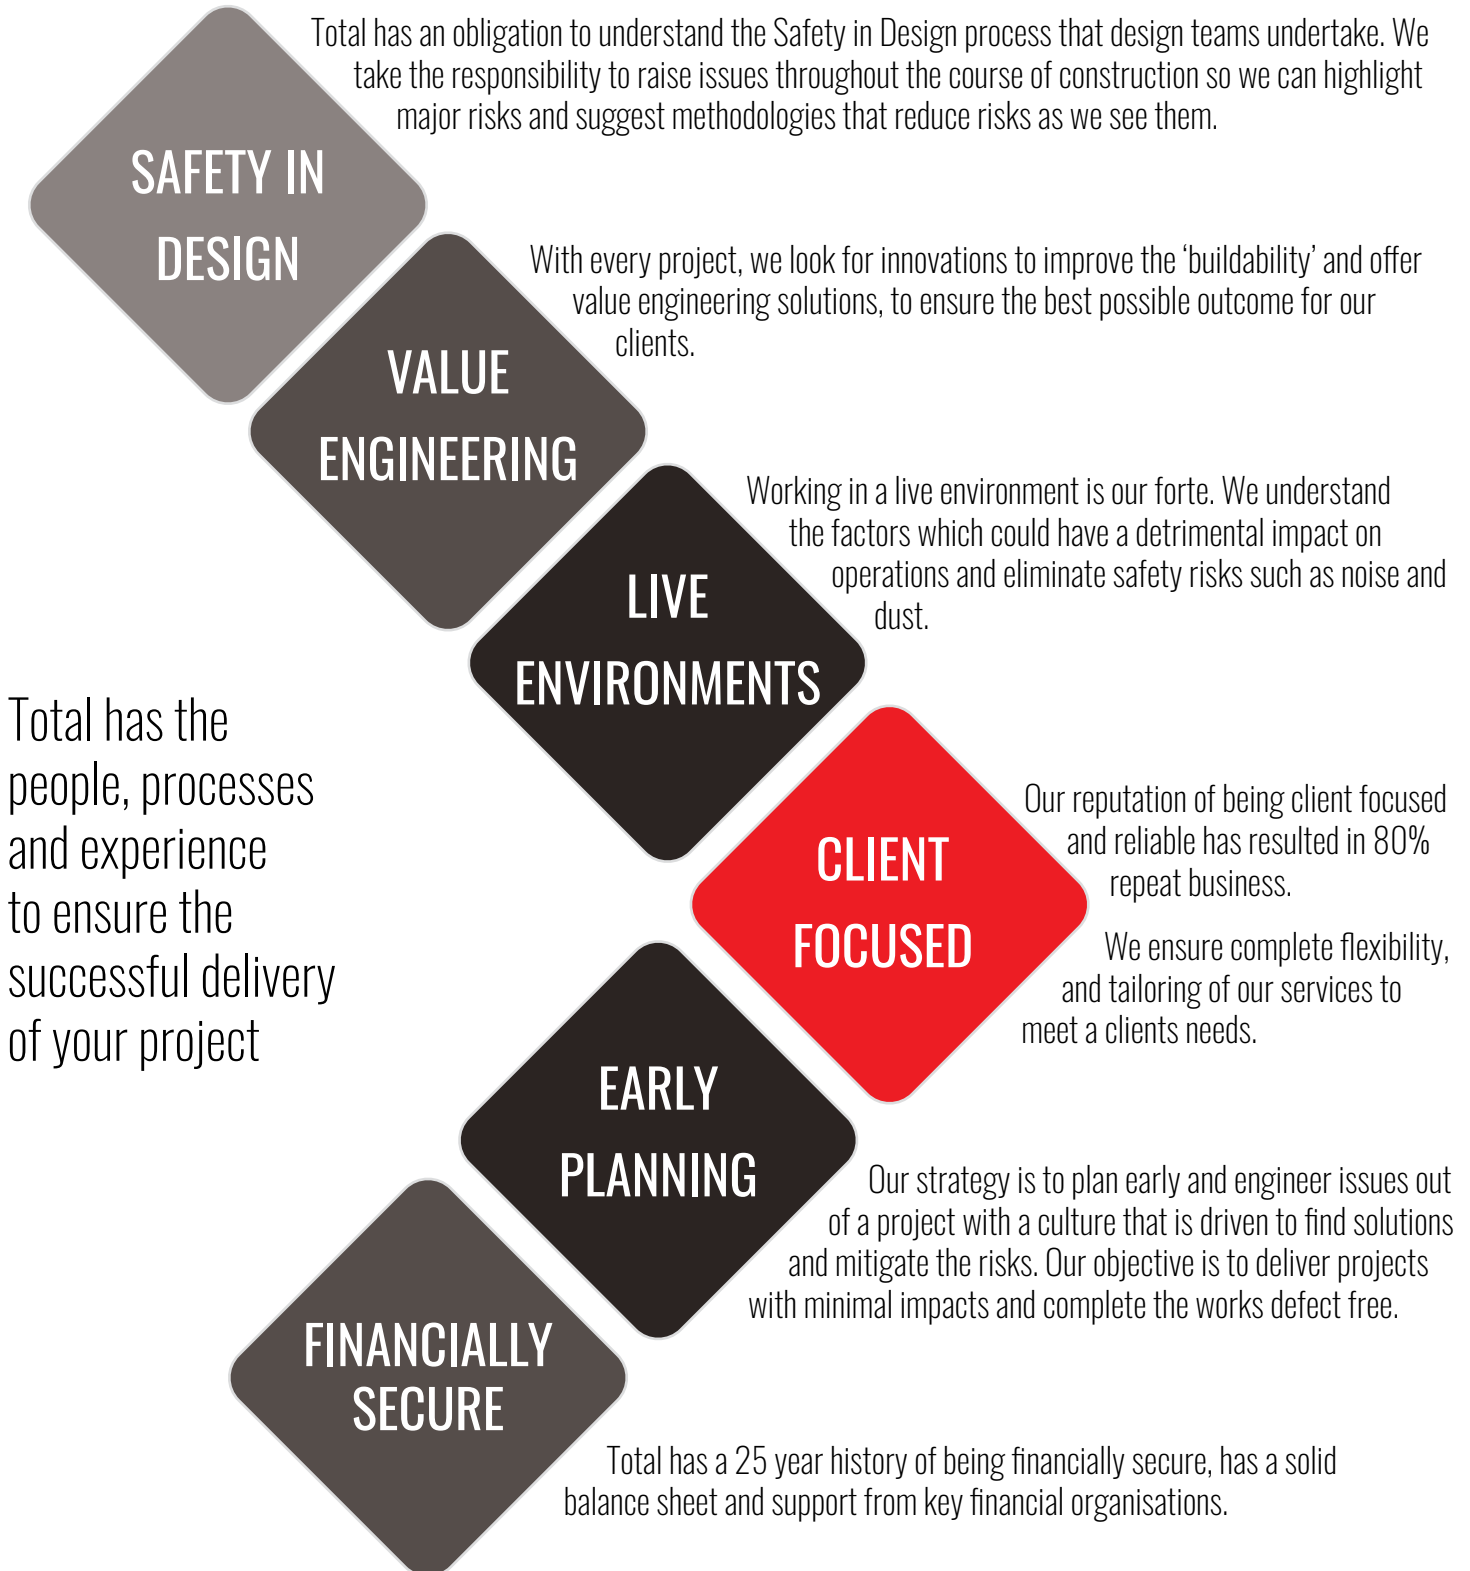 Total has an obligation to understand the Safety in Design process that design teams undertake. We
take the responsibility to raise issues throughout the course of construction so we can highlight
major risks and suggest methodologies that reduce risks as we see them.
SAFETY IN
DESIGN
With every project, we look for innovations to improve the ‘buildability’ and offer
value engineering solutions, to ensure the best possible outcome for our
clients.
VALUE
ENGINEERING
Working in a live environment is our forte. We understand
the factors which could have a detrimental impact on
operations and eliminate safety risks such as noise and
dust.
LIVE
ENVIRONMENTS
Total has the
people, processes
and experience
to ensure the
successful delivery
of your project
Our reputation of being client focused
and reliable has resulted in 80%
repeat business.
We ensure complete flexibility,
and tailoring of our services to
meet a clients needs.
CLIENT
FOCUSED
EARLY
PLANNING
Our strategy is to plan early and engineer issues out
of a project with a culture that is driven to find solutions
and mitigate the risks. Our objective is to deliver projects
with minimal impacts and complete the works defect free.
FINANCIALLY
SECURE
Total has a 25 year history of being financially secure, has a solid
balance sheet and support from key financial organisations.